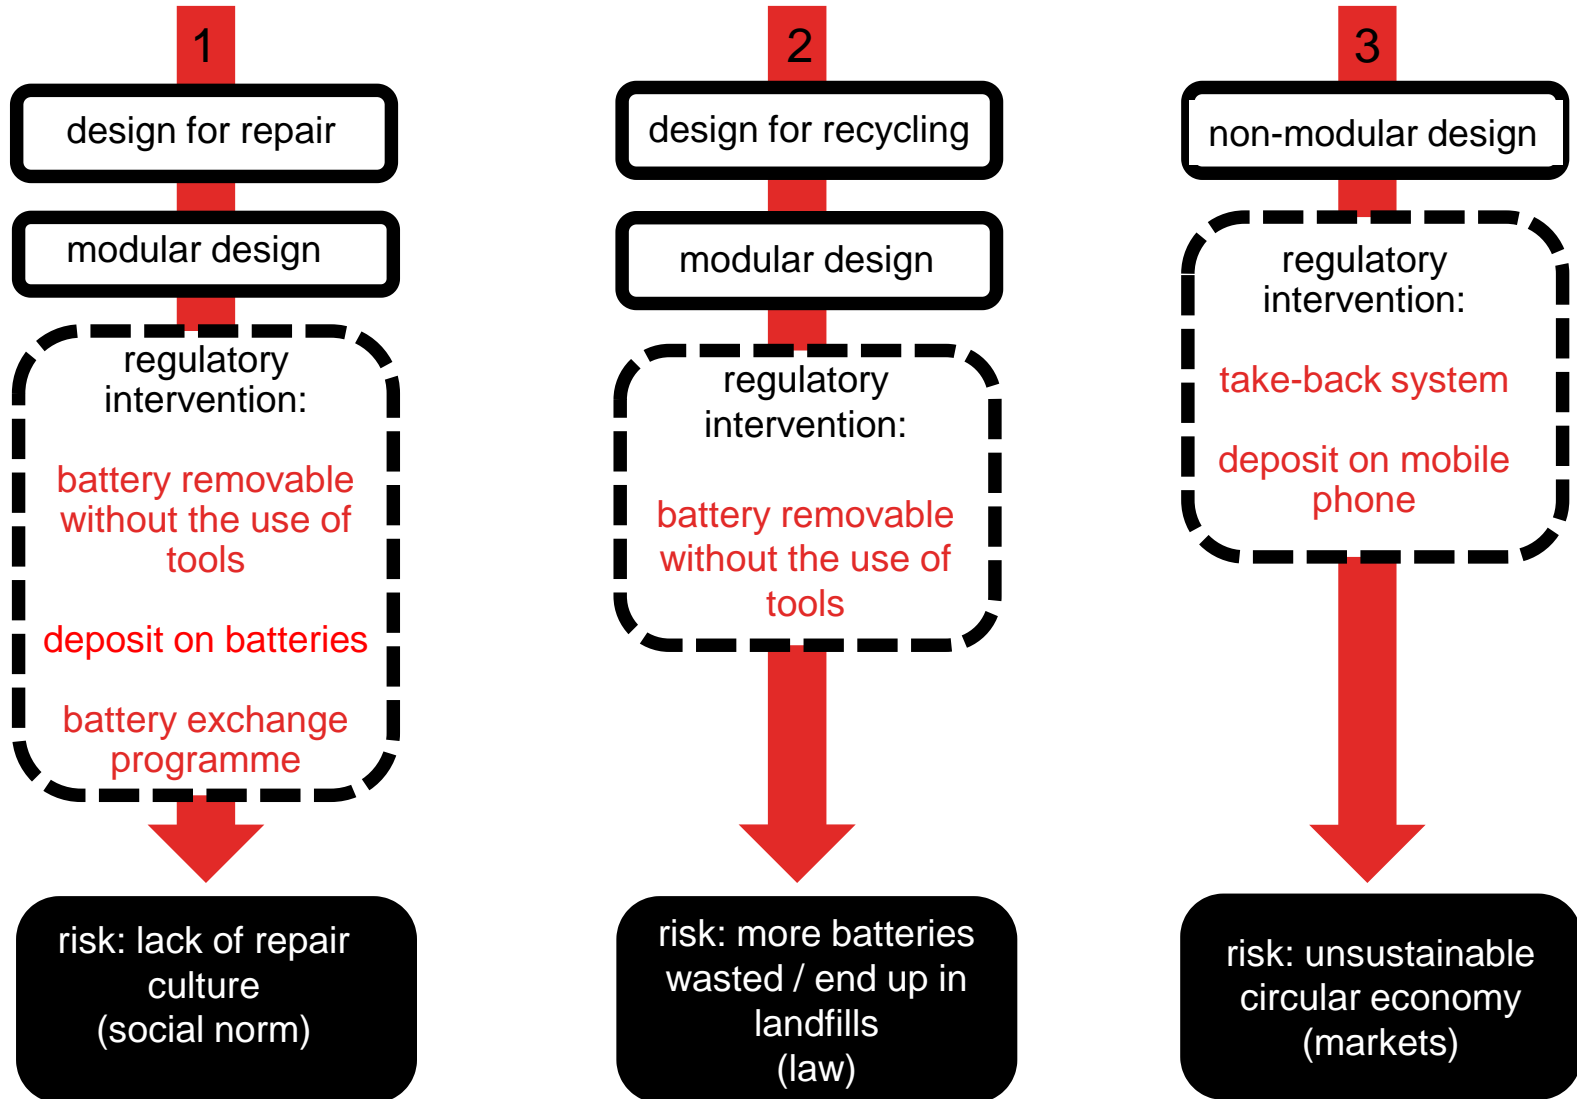 1
design for repair
modular design
regulatory
intervention:
battery removable
without the use of
tools
deposit on batteries
battery exchange
programme
risk: lack of repair
culture
(social norm)
2
design for recycling
modular design
regulatory
intervention:
battery removable
without the use of
tools
risk: more batteries
wasted / end up in
landfills
(law)
3
non-modular design
regulatory
intervention:
take-back system
deposit on mobile
phone
risk: unsustainable
circular economy
(markets)